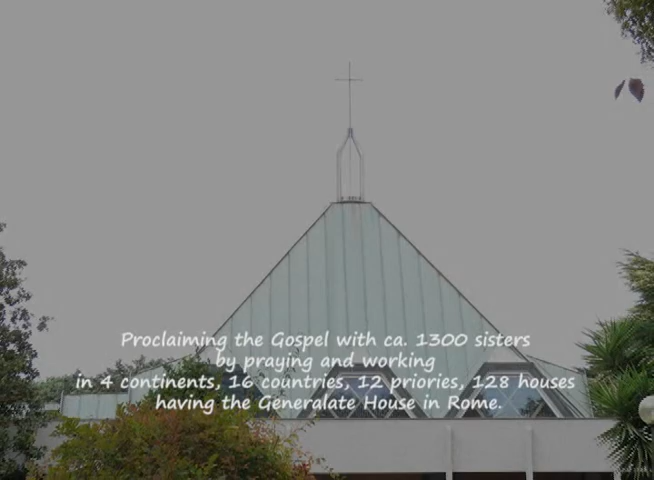 Proclaiming the Gospel with ca. 1300 sisters
by praying and working
in 4 continents, 16 countries, 12 priories, 128 houses
having the Generalate House in Rome.